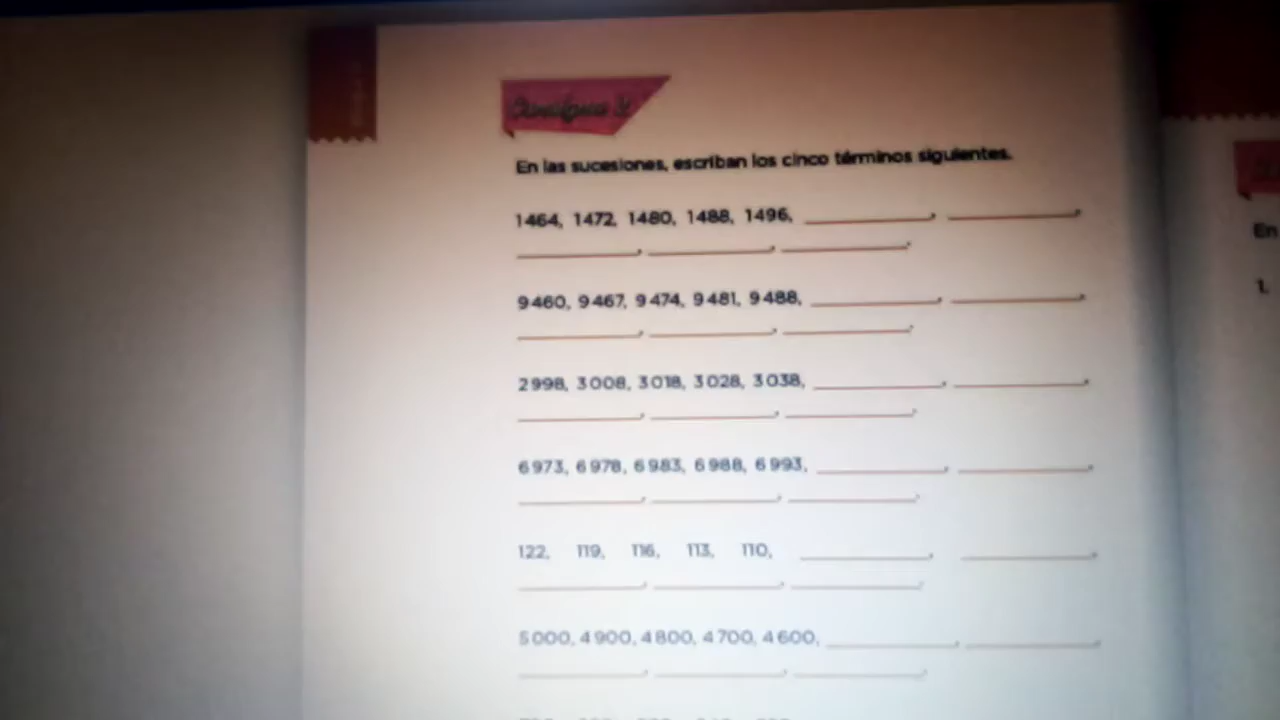 En las sucesiones, escriban los cinco términos siguientes.
1464, 1472, 1480, 1488, 1496,
9460, 9467, 9474, 9481, 9488,
2998, 3008, 3018, 3028, 3038,
6973, 6978, 6983, 6988, 6993,
122, 119, 116, 113, 110,
5000, 4900, 4800, 4700, 4600,
En
1.